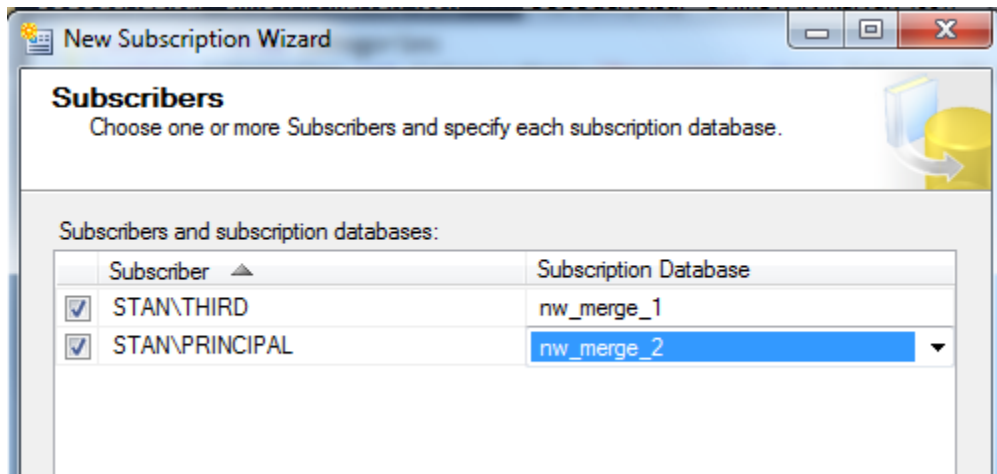 New Subscription Wizard
Subscribers
Choose one or more Subscribers and specify each subscription database.
Subscribers and subscription databases:
Subscriber Subscription Database
STAN\THIRD nw_merge_1
STAN\PRINCIPAL nw_merge_2